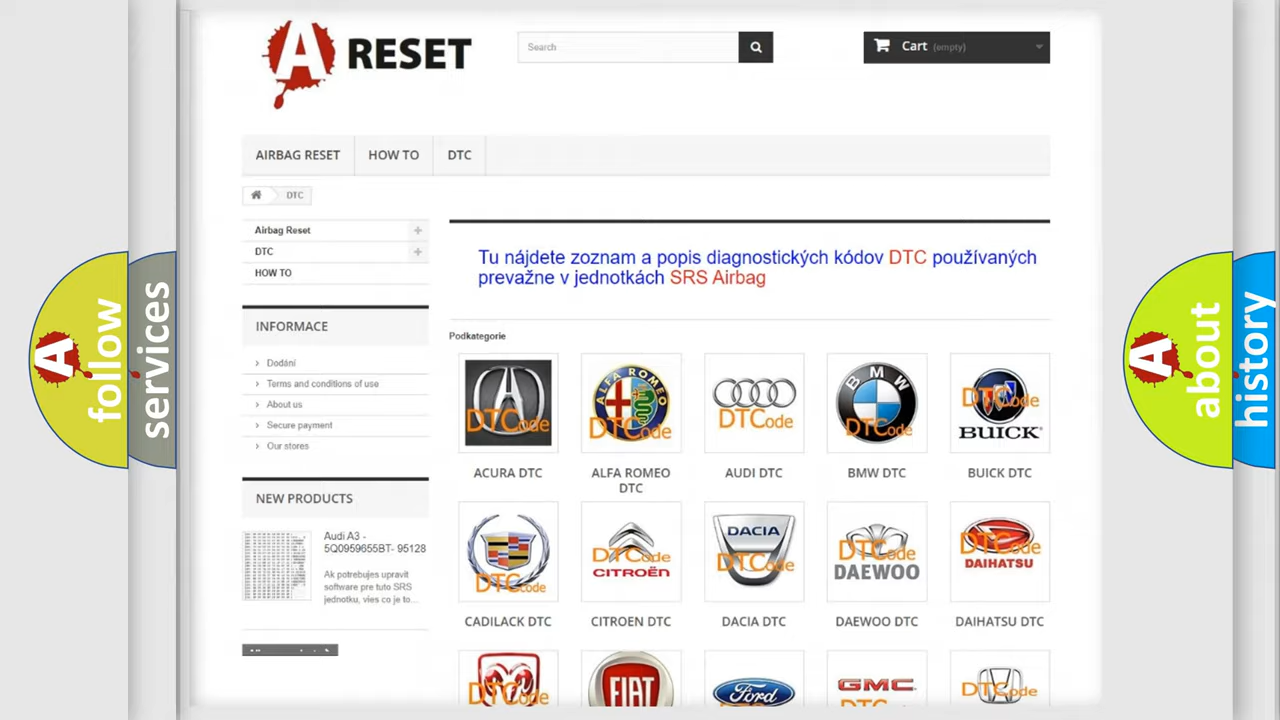 A RESET
Search
Cart (empty)
AIRBAG RESET
HOW TO
DTC
DTC
Airbag Reset
DTC
HOW TO
INFORMACE
Dodání
Terms and conditions of use
About us
Secure payment
Our stores
NEW PRODUCTS
Audi A3 -
5Q0959655BT- 95128
Ak potrebujes upravit
software pre tuto SRS
jednotku, vies co je to...
Tu nájdete zoznam a popis diagnostických kódov DTC používaných
prevažne v jednotkách SRS Airbag
Podkategorie
DTCode
ALFA ROMEO
DTCode
DTCode
BMW
DTCode
DTCode
BUICK
ACURA DTC
ALFA ROMEO
DTC
AUDI DTC
BMW DTC
BUICK DTC
DTCode
DTCode
CITROËN
DACIA
DTCode
DTCode
DAEWOO
DTCode
DAIHATSU
CADILACK DTC
CITROEN DTC
DACIA DTC
DAEWOO DTC
DAIHATSU DTC
DTCode
FIAT
Ford
GMC
DTCode
A follow
services
A about
history